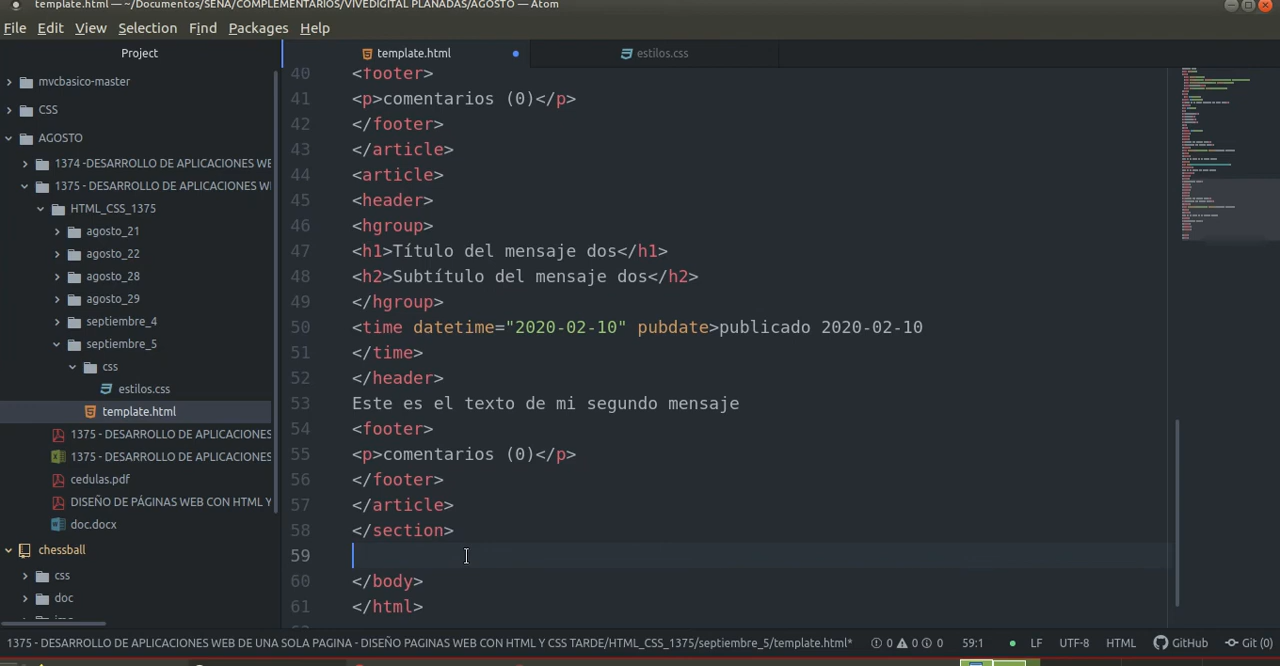 template.html — ~/Documentos/SENA/COMPLEMENTARIOS/VIVEDIGITAL PLANADAS/AGOSTO — Atom
File Edit View Selection Find Packages Help
Project
template.html
estilos.css
mvcbasico-master
CSS
AGOSTO
1374 -DESARROLLO DE APLICACIONES WE
1375 - DESARROLLO DE APLICACIONES WE
HTML_CSS_1375
agosto_21
agosto_22
agosto_28
agosto_29
septiembre_4
septiembre_5
css
estilos.css
template.html
1375 - DESARROLLO DE APLICACIONES
1375 - DESARROLLO DE APLICACIONES
cedulas.pdf
DISEÑO DE PÁGINAS WEB CON HTML Y
doc.docx
chessball
css
doc
40 <footer>
41 <p>comentarios (0)</p>
42 </footer>
43 </article>
44 <article>
45 <header>
46 <hgroup>
47 <h1>Título del mensaje dos</h1>
48 <h2>Subtítulo del mensaje dos</h2>
49 </hgroup>
50 <time datetime="2020-02-10" pubdate>publicado 2020-02-10
51 </time>
52 </header>
53 Este es el texto de mi segundo mensaje
54 <footer>
55 <p>comentarios (0)</p>
56 </footer>
57 </article>
58 </section>
59
60 </body>
61 </html>
1375 - DESARROLLO DE APLICACIONES WEB DE UNA SOLA PAGINA - DISEÑO PAGINAS WEB CON HTML Y CSS TARDE/HTML_CSS_1375/septiembre_5/template.html* 0 0 0 59:1 LF UTF-8 HTML GitHub Git (0)